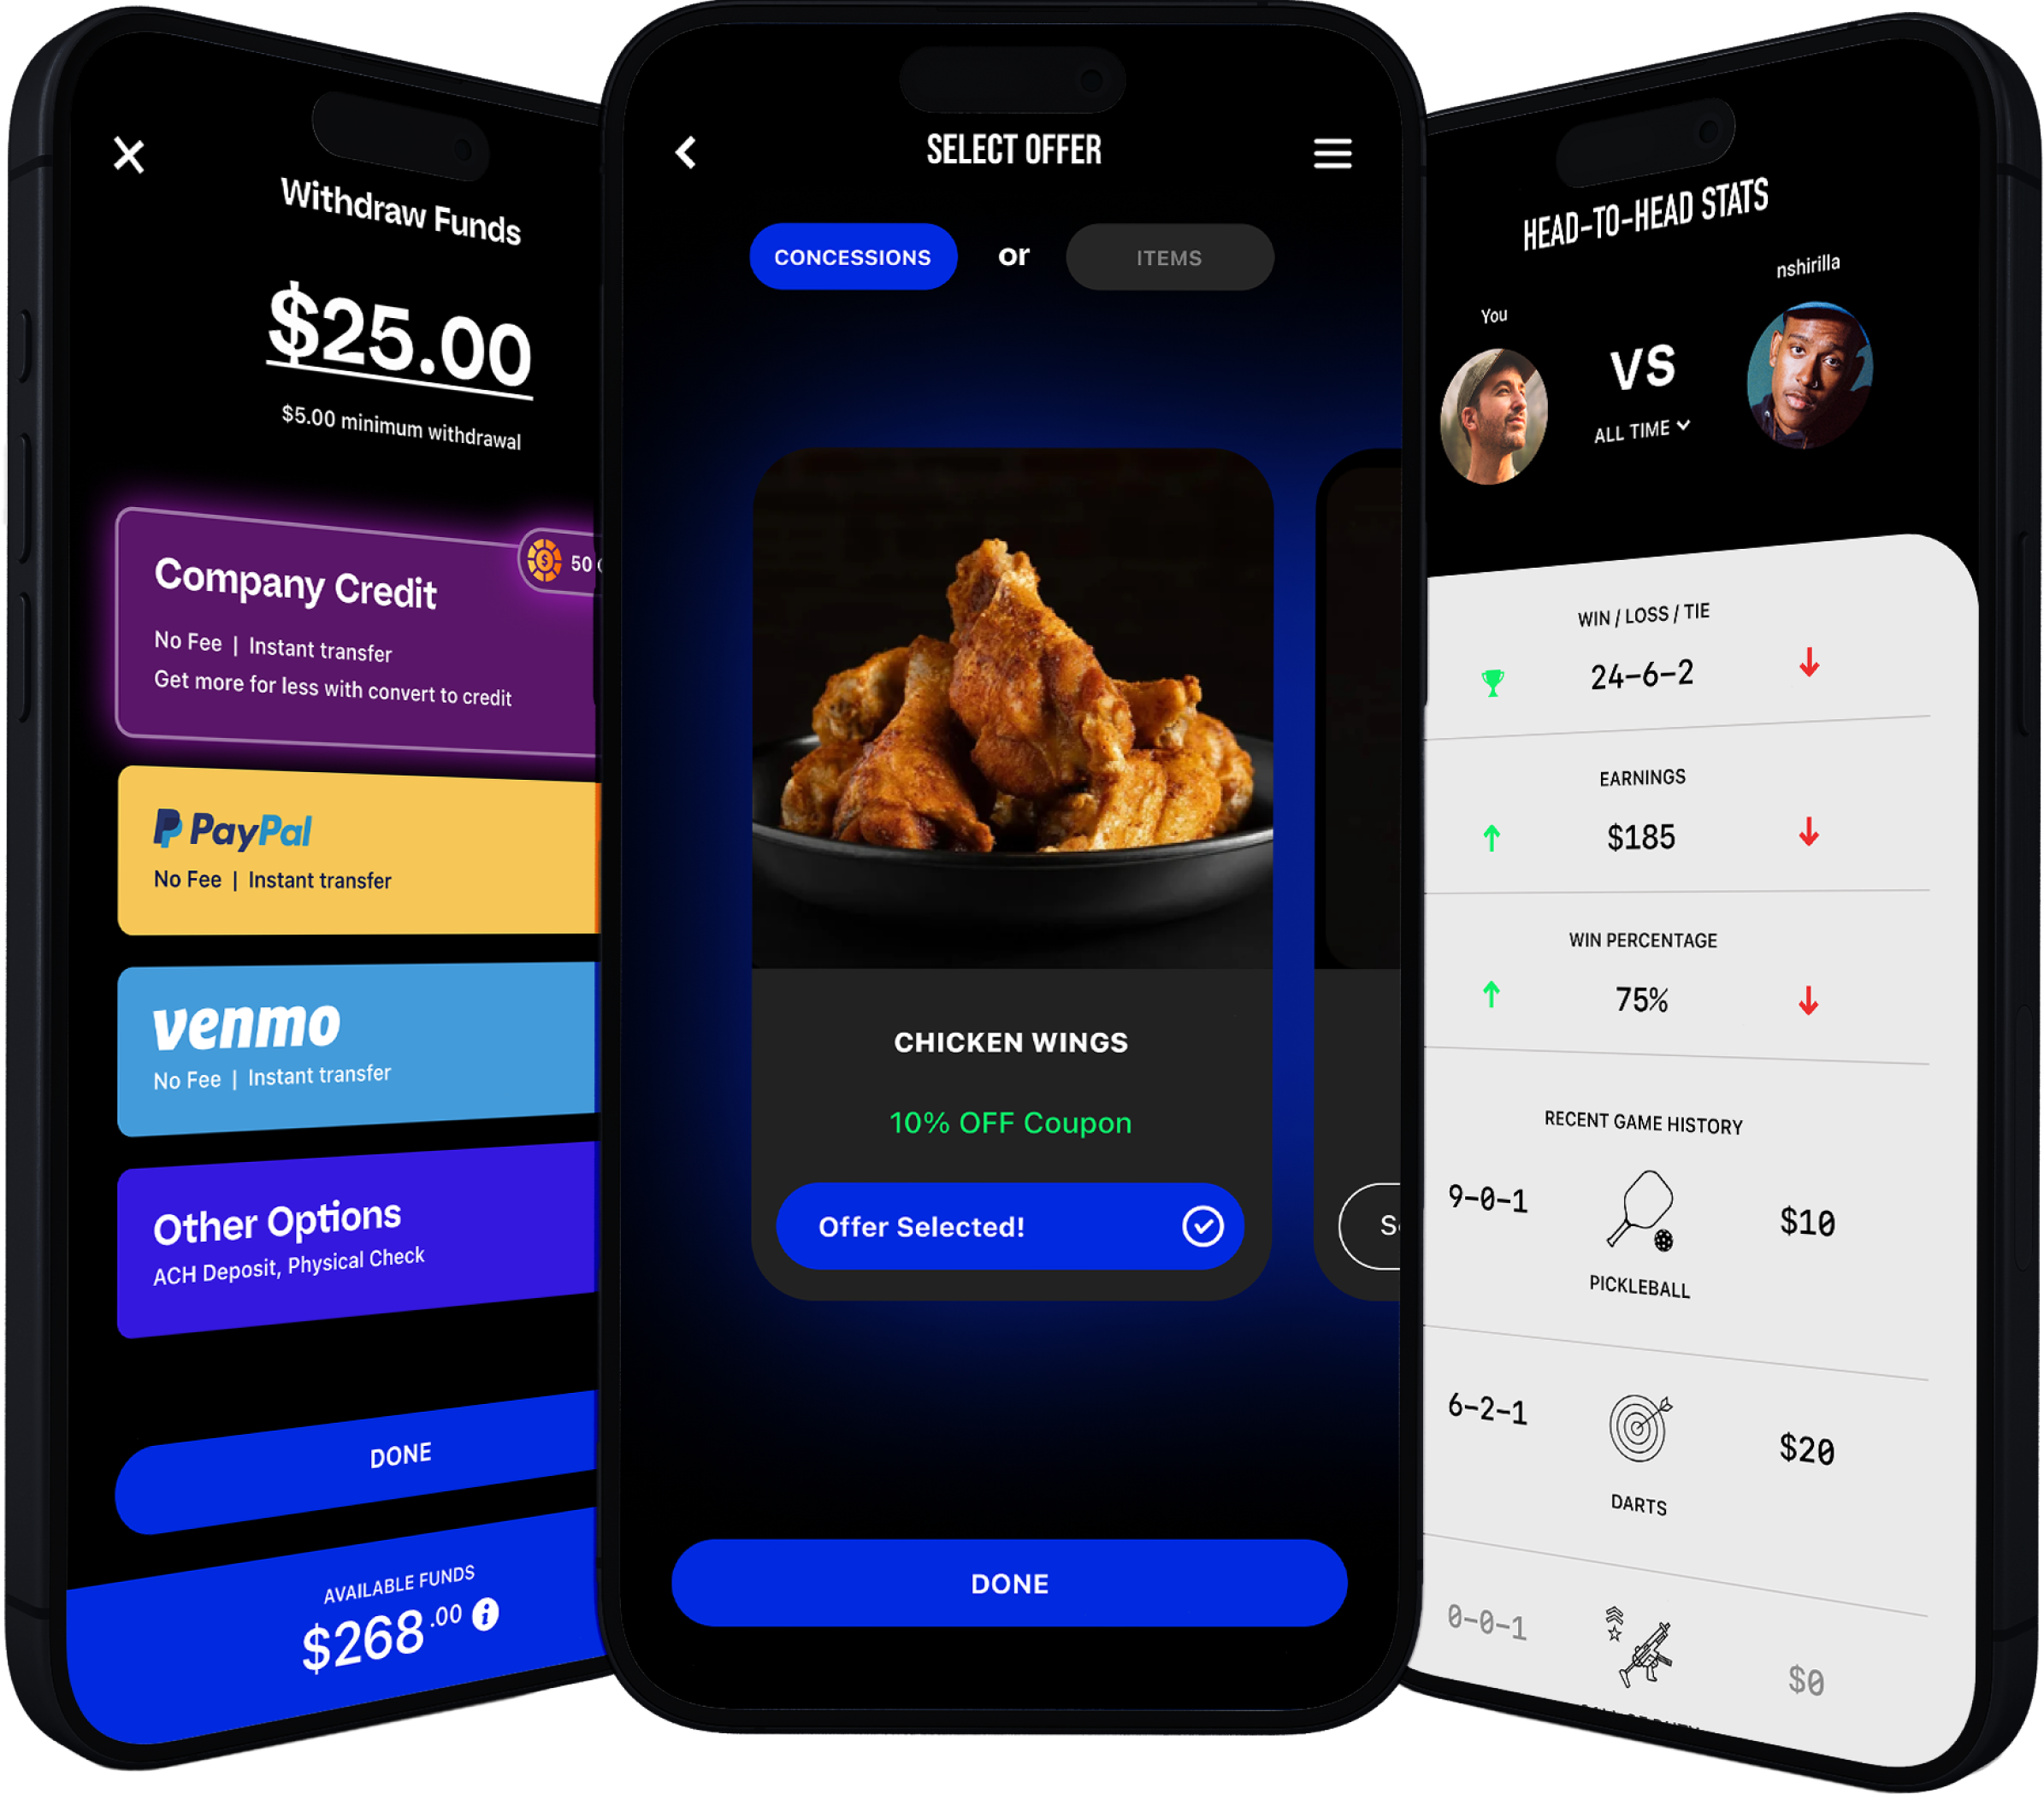 Withdraw Funds
$25.00
$5.00 minimum withdrawal
50
Company Credit
No Fee | Instant transfer
Get more for less with convert to credit
PayPal
No Fee | Instant transfer
venmo
No Fee | Instant transfer
Other Options
ACH Deposit, Physical Check
DONE
AVAILABLE FUNDS
$268.00
SELECT OFFER
CONCESSIONS or ITEMS
CHICKEN WINGS
10% OFF Coupon
Offer Selected!
DONE
HEAD-TO-HEAD STATS
nshirilla
You
VS
ALL TIME
WIN / LOSS / TIE
24-6-2
EARNINGS
$185
WIN PERCENTAGE
75%
RECENT GAME HISTORY
9-0-1 $10
PICKLEBALL
6-2-1 $20
DARTS
0-0-1 $0